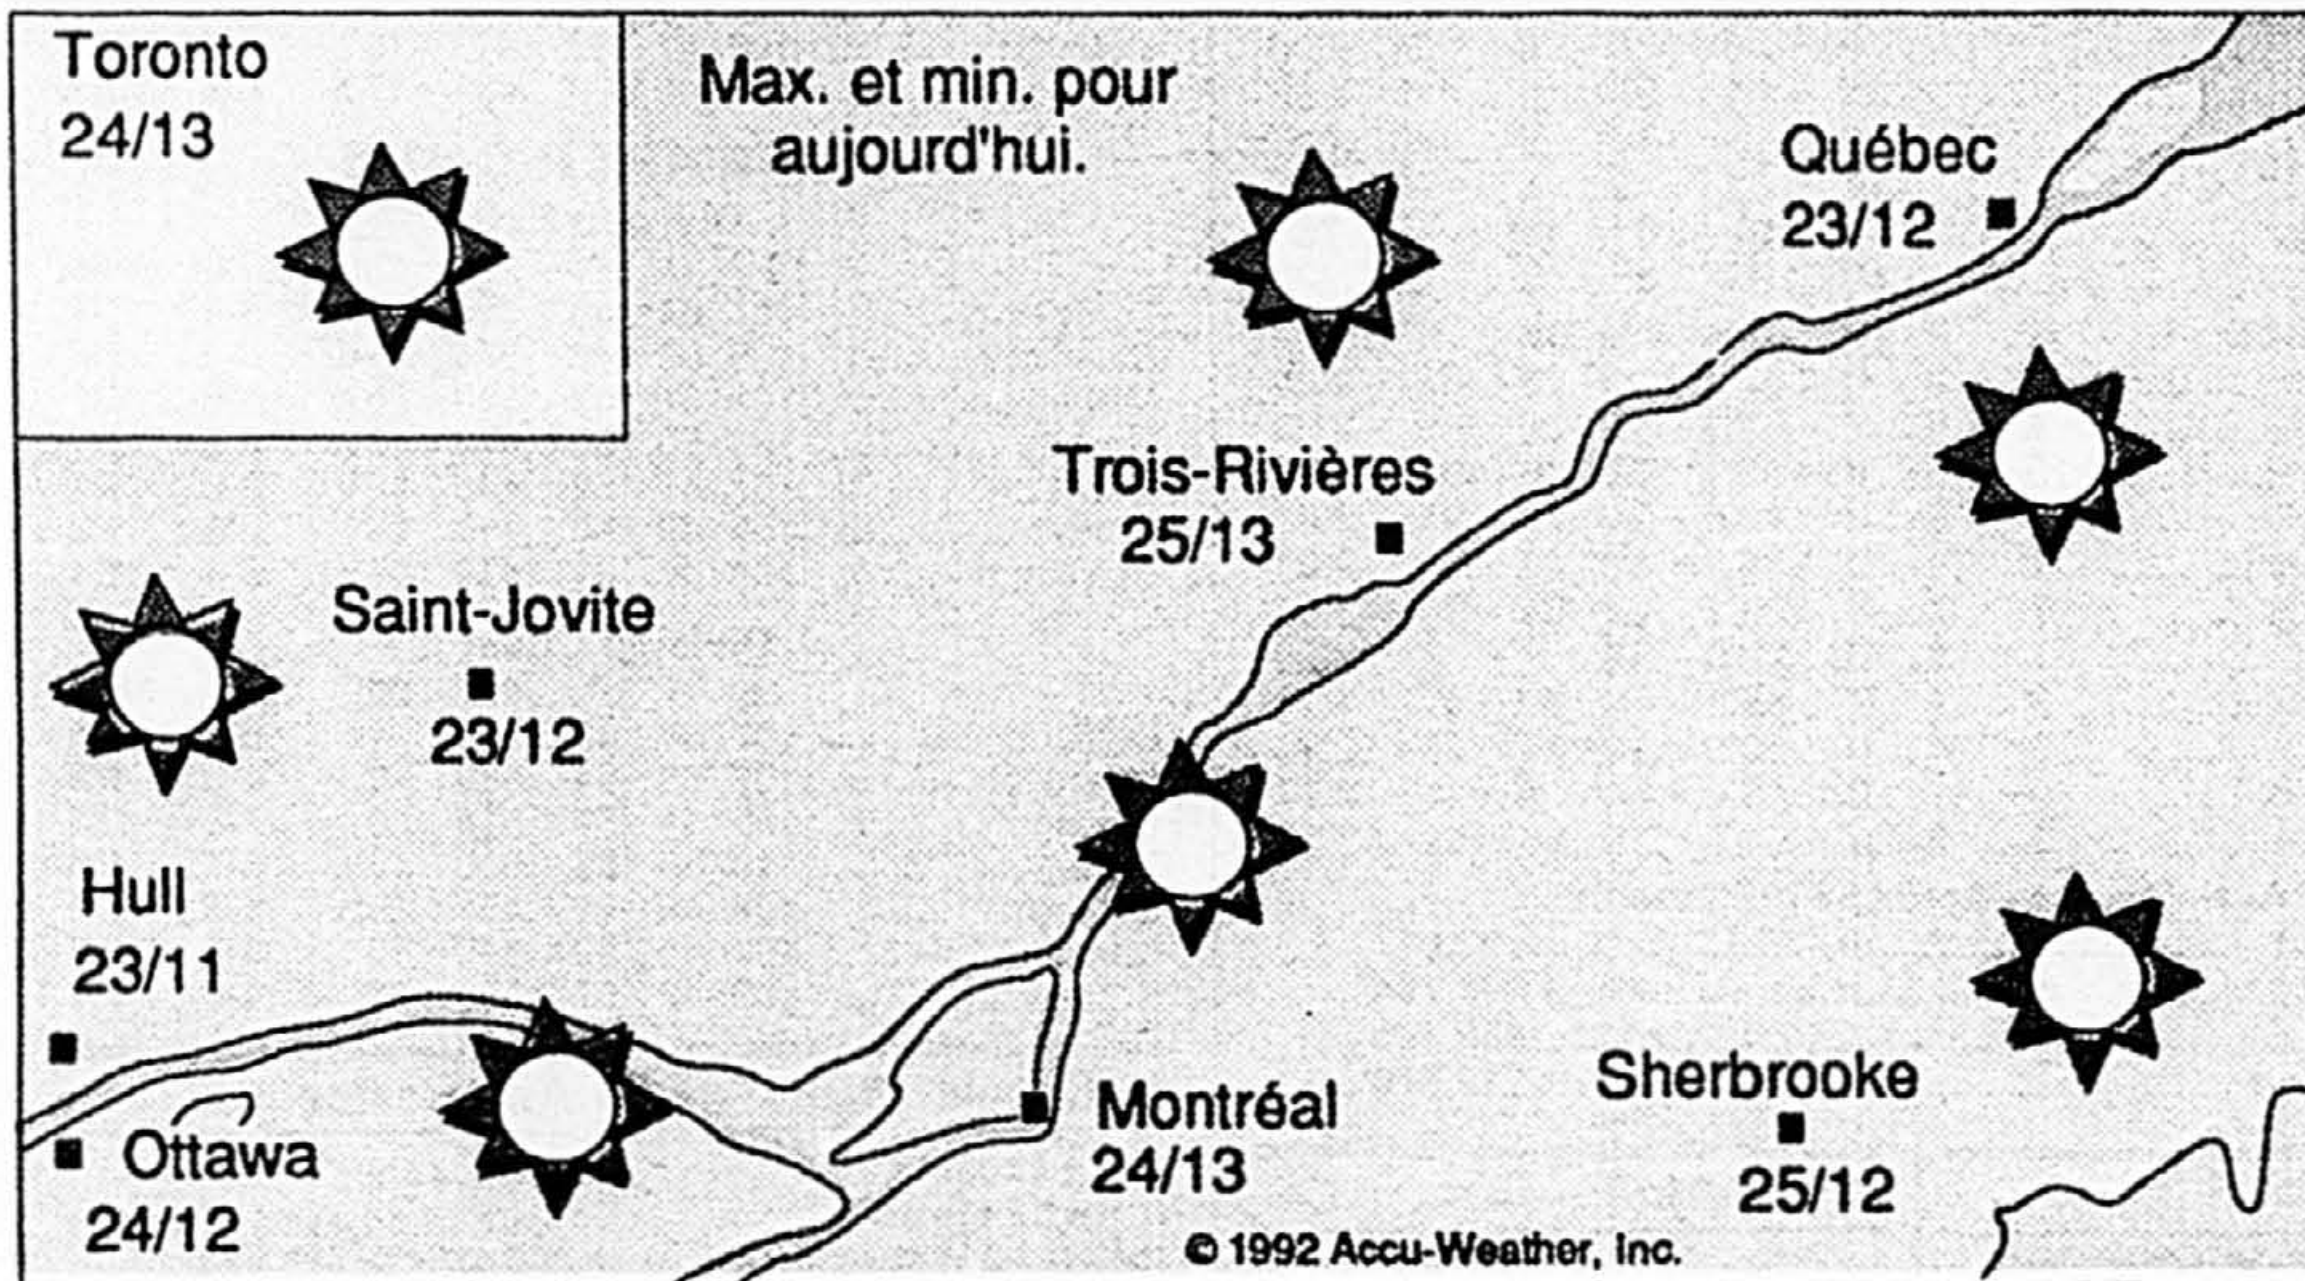 Toronto
24/13
Max. et min. pour
aujourd'hui.
Québec
23/12
Trois-Rivières
25/13
Saint-Jovite
23/12
Hull
23/11
Ottawa
24/12
Montréal
24/13
Sherbrooke
25/12
© 1992 Accu-Weather, Inc.